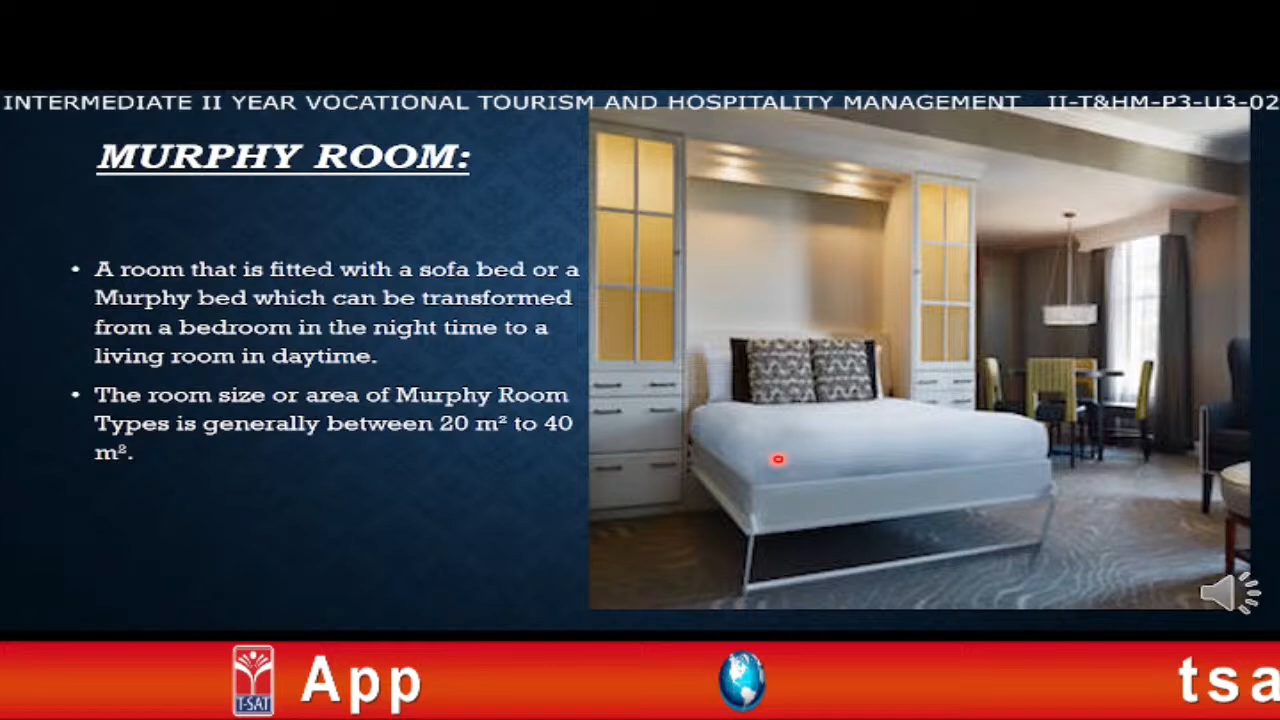 INTERMEDIATE II YEAR VOCATIONAL TOURISM AND HOSPITALITY MANAGEMENT II-T&HM-P3-U3-02
MURPHY ROOM:
• A room that is fitted with a sofa bed or a
Murphy bed which can be transformed
from a bedroom in the night time to a
living room in daytime.
• The room size or area of Murphy Room
Types is generally between 20 m² to 40
m².
T-SAT
App
tsa